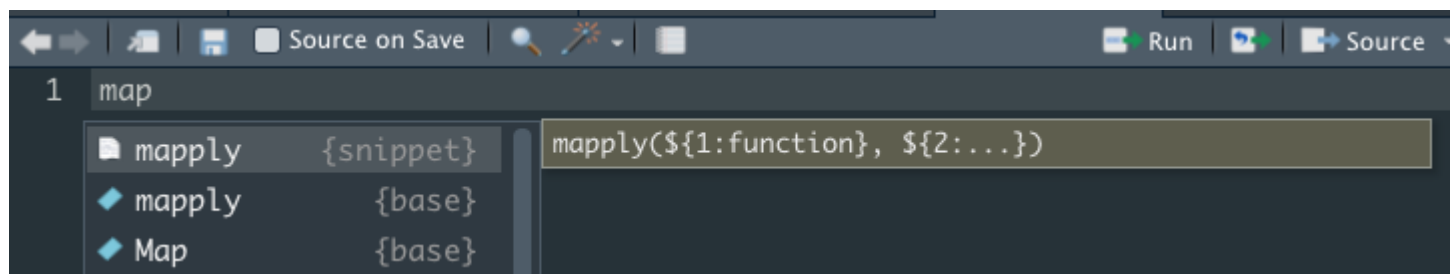 Source on Save Run Source
1 map
mapply {snippet} mapply(${1:function}, ${2:...})
mapply {base}
Map {base}